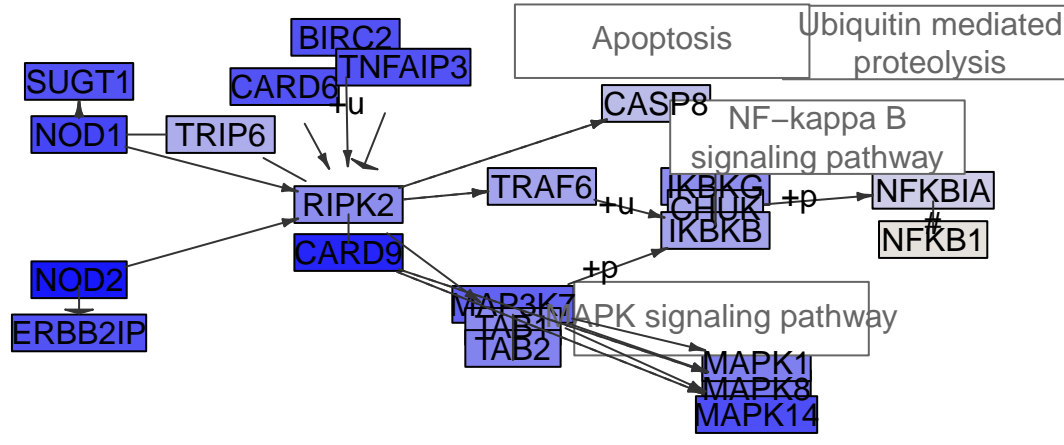 Apoptosis
Ubiquitin mediated
proteolysis
BIRC2
TNFAIP3
CARD6
+u
SUGT1
NOD1
TRIP6
CASP8
NF−kappa B
signaling pathway
RIPK2
TRAF6
+u
IKBKG
CHUK
IKBKB
+p
NFKBIA
#
NFKB1
CARD9
NOD2
ERBB2IP
+p
MAP3K7
TAB1
TAB2
MAPK signaling pathway
MAPK1
MAPK8
MAPK14